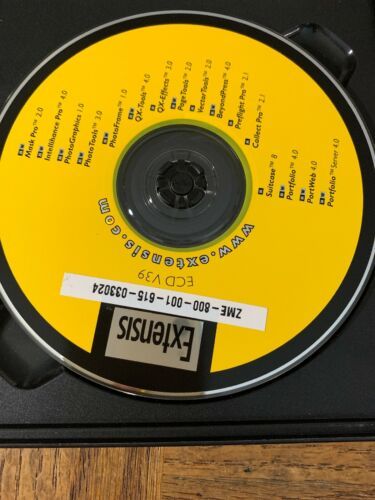 Mask Pro™ 2.0
Intellihance Pro™ 4.0
PhotoGraphics™ 1.0
PhotoTools™ 3.0
PhotoFrame™ 1.0
QX-Tools™ 4.0
QX-Effects™ 3.0
PageTools™ 2.0
VectorTools™ 2.0
BeyondPress™ 4.0
Preflight Pro™ 2.1
Collect Pro™ 2.1
Suitcase™ 8
Portfolio™ 4.0
PortWeb™ 4.0
Portfolio™ Server 4.0
www.extensis.com
ECD V39
ZME-800-001-615-033024
Extensis